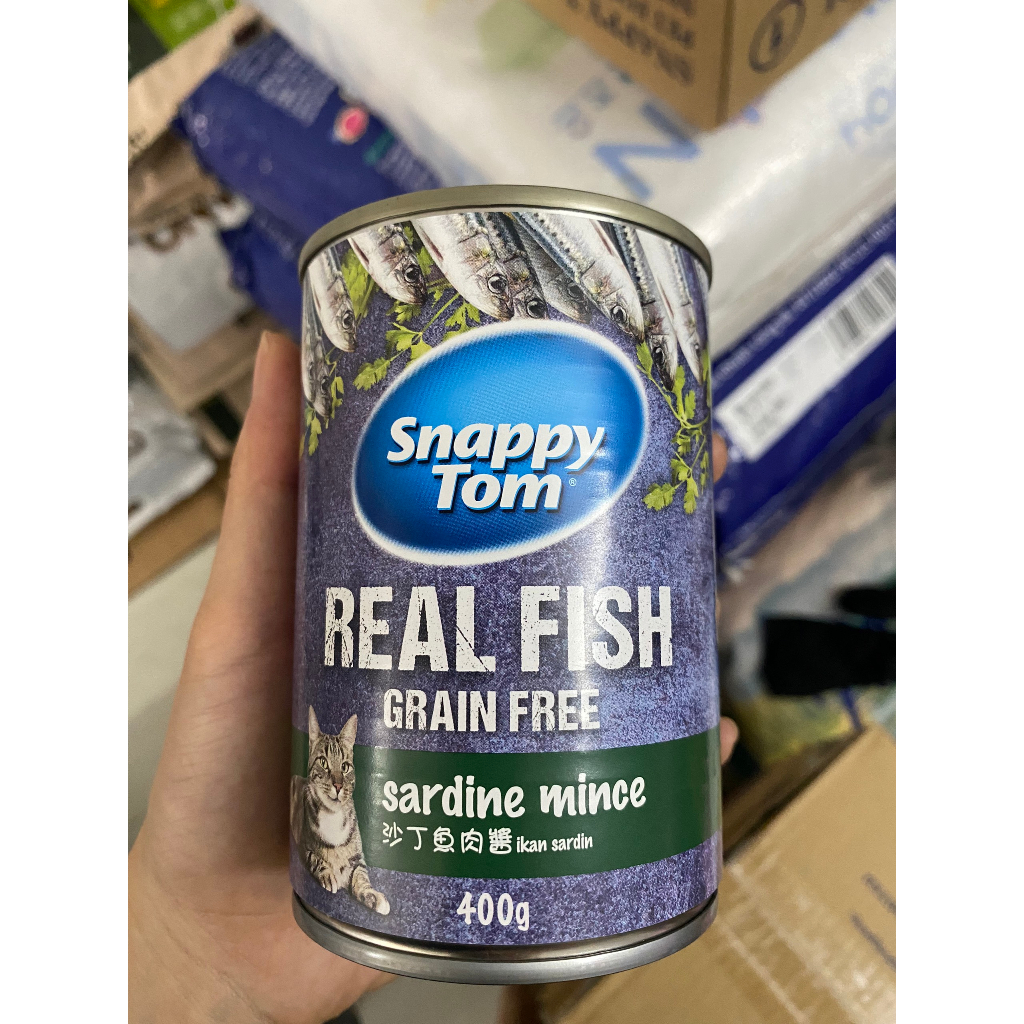 Snappy
Tom®
REAL FISH
GRAIN FREE
sardine mince
沙丁魚肉醬 ikan sardin
400g